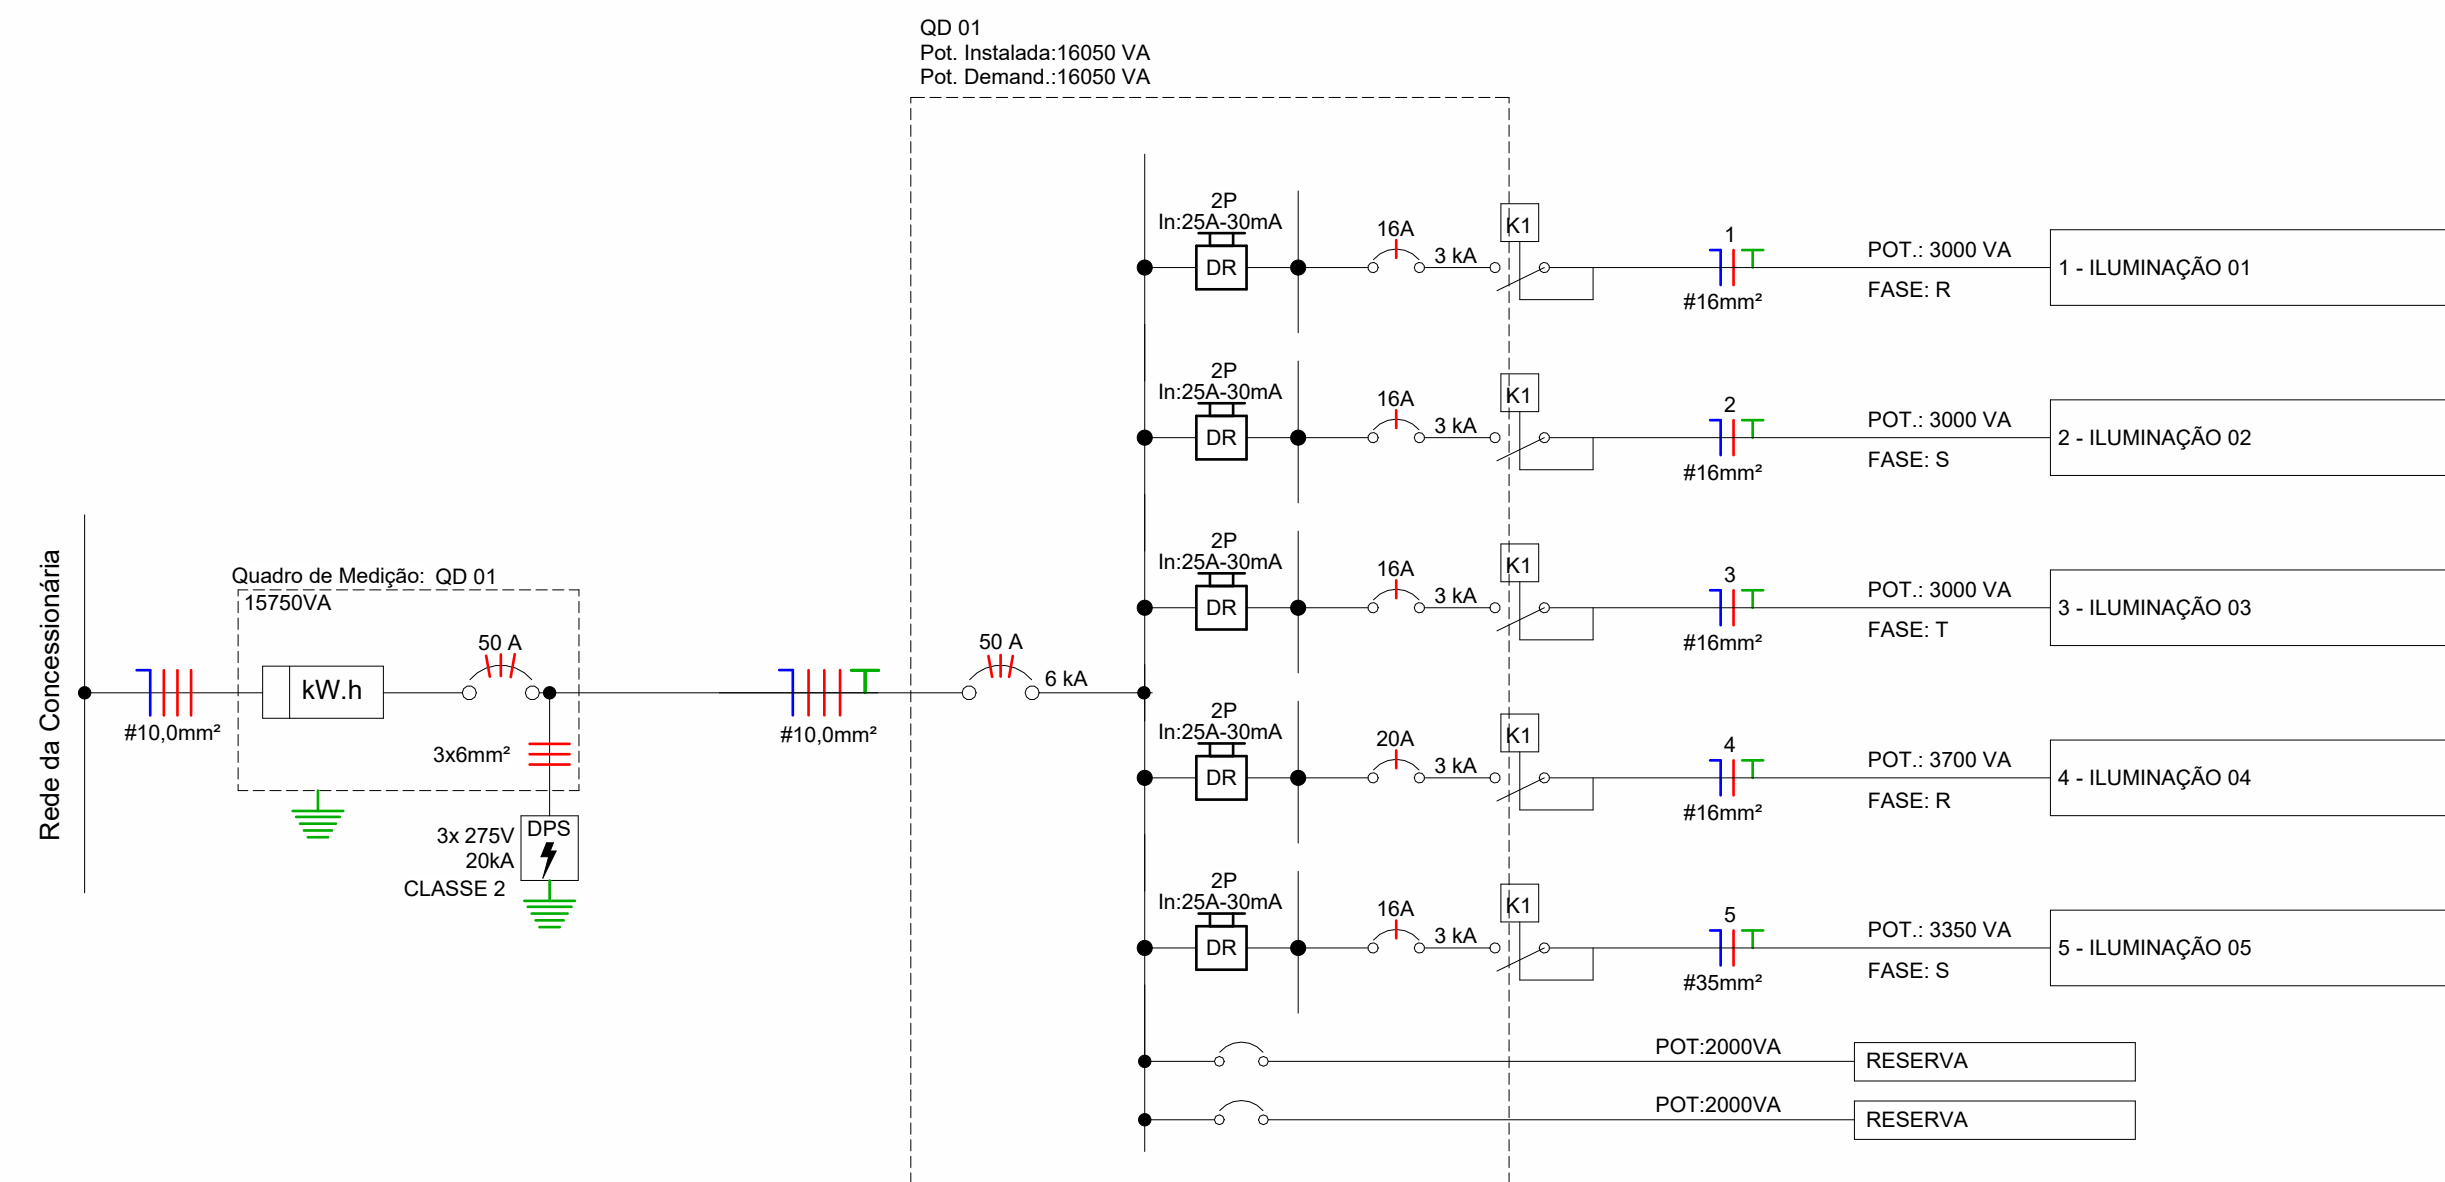 QD 01
Pot. Instalada:16050 VA
Pot. Demand.:16050 VA
Rede da Concessionária
#10,0mm²
Quadro de Medição: QD 01
15750VA
kW.h
50 A
3x6mm²
3x 275V
20kA
CLASSE 2
DPS
#10,0mm²
50 A
6 kA
2P
In:25A-30mA
DR
16A
3 kA
K1
1
#16mm²
POT.: 3000 VA
FASE: R
1 - ILUMINAÇÃO 01
2P
In:25A-30mA
DR
16A
3 kA
K1
2
#16mm²
POT.: 3000 VA
FASE: S
2 - ILUMINAÇÃO 02
2P
In:25A-30mA
DR
16A
3 kA
K1
3
#16mm²
POT.: 3000 VA
FASE: T
3 - ILUMINAÇÃO 03
2P
In:25A-30mA
DR
20A
3 kA
K1
4
#16mm²
POT.: 3700 VA
FASE: R
4 - ILUMINAÇÃO 04
2P
In:25A-30mA
DR
16A
3 kA
K1
5
#35mm²
POT.: 3350 VA
FASE: S
5 - ILUMINAÇÃO 05
POT:2000VA
RESERVA
POT:2000VA
RESERVA